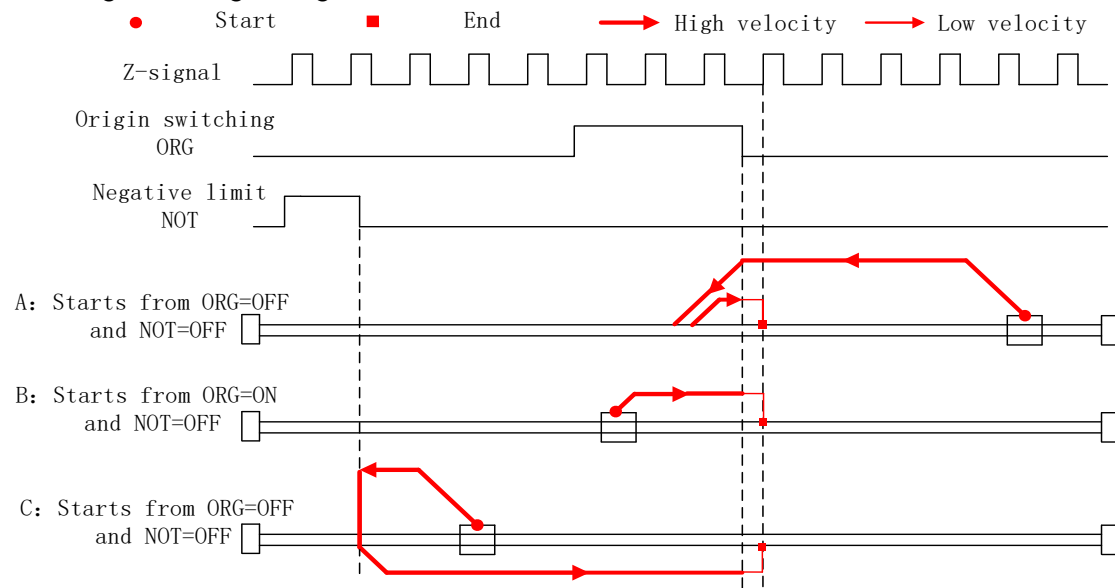 Start End High velocity Low velocity
Z-signal
Origin switching
ORG
Negative limit
NOT
A: Starts from ORG=OFF
and NOT=OFF
B: Starts from ORG=ON
and NOT=OFF
C: Starts from ORG=OFF
and NOT=OFF